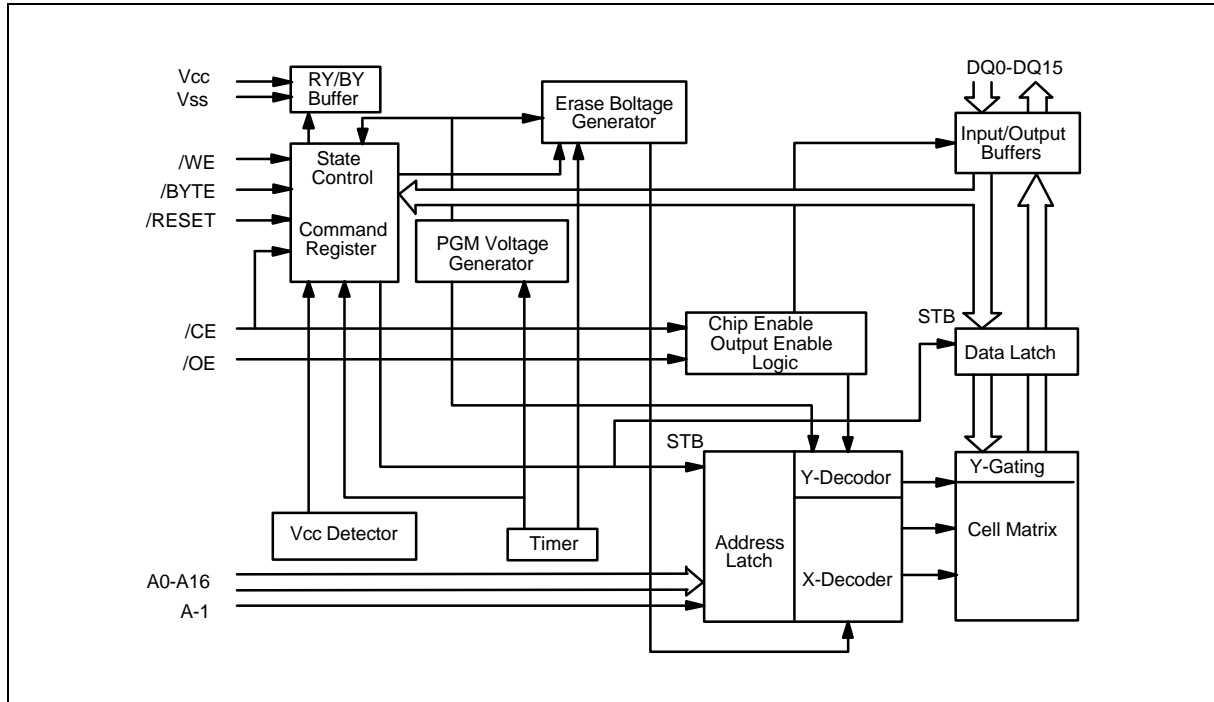 Vcc
Vss
RY/BY
Buffer
Erase Boltage
Generator
DQ0-DQ15
Input/Output
Buffers
/WE
/BYTE
/RESET
State
Control
Command
Register
PGM Voltage
Generator
/CE
/OE
Chip Enable
Output Enable
Logic
STB
Data Latch
STB
Address
Latch
Y-Decodor
X-Decoder
Y-Gating
Cell Matrix
Vcc Detector
Timer
A0-A16
A-1